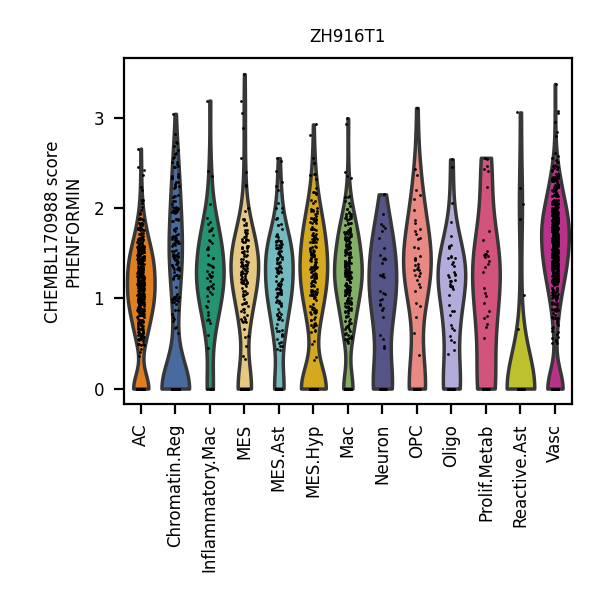 ZH916T1
CHEMBL170988 score
PHENFORMIN
3
2
1
0
AC
Chromatin.Reg
Inflammatory.Mac
MES
MES.Ast
MES.Hyp
Mac
Neuron
OPC
Oligo
Prolif.Metab
Reactive.Ast
Vasc